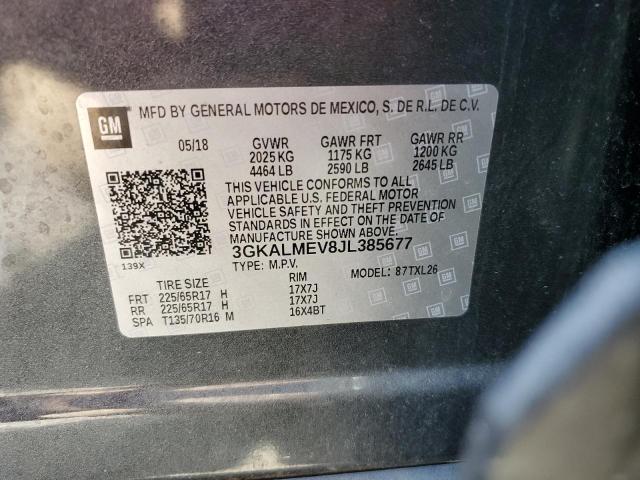 GM MFD BY GENERAL MOTORS DE MEXICO, S. DE R.L. DE C.V.
05/18 GVWR GAWR FRT GAWR RR
2025 KG 1175 KG 1200 KG
4464 LB 2590 LB 2645 LB
THIS VEHICLE CONFORMS TO ALL
APPLICABLE U.S. FEDERAL MOTOR
VEHICLE SAFETY AND THEFT PREVENTION
STANDARDS IN EFFECT ON THE DATE OF
MANUFACTURE SHOWN ABOVE.
3GKALMEV8JL385677
139X TYPE: M.P.V. MODEL: 87TXL26
TIRE SIZE RIM
FRT 225/65R17 H 17X7J
RR 225/65R17 H 17X7J
SPA T135/70R16 M 16X4BT